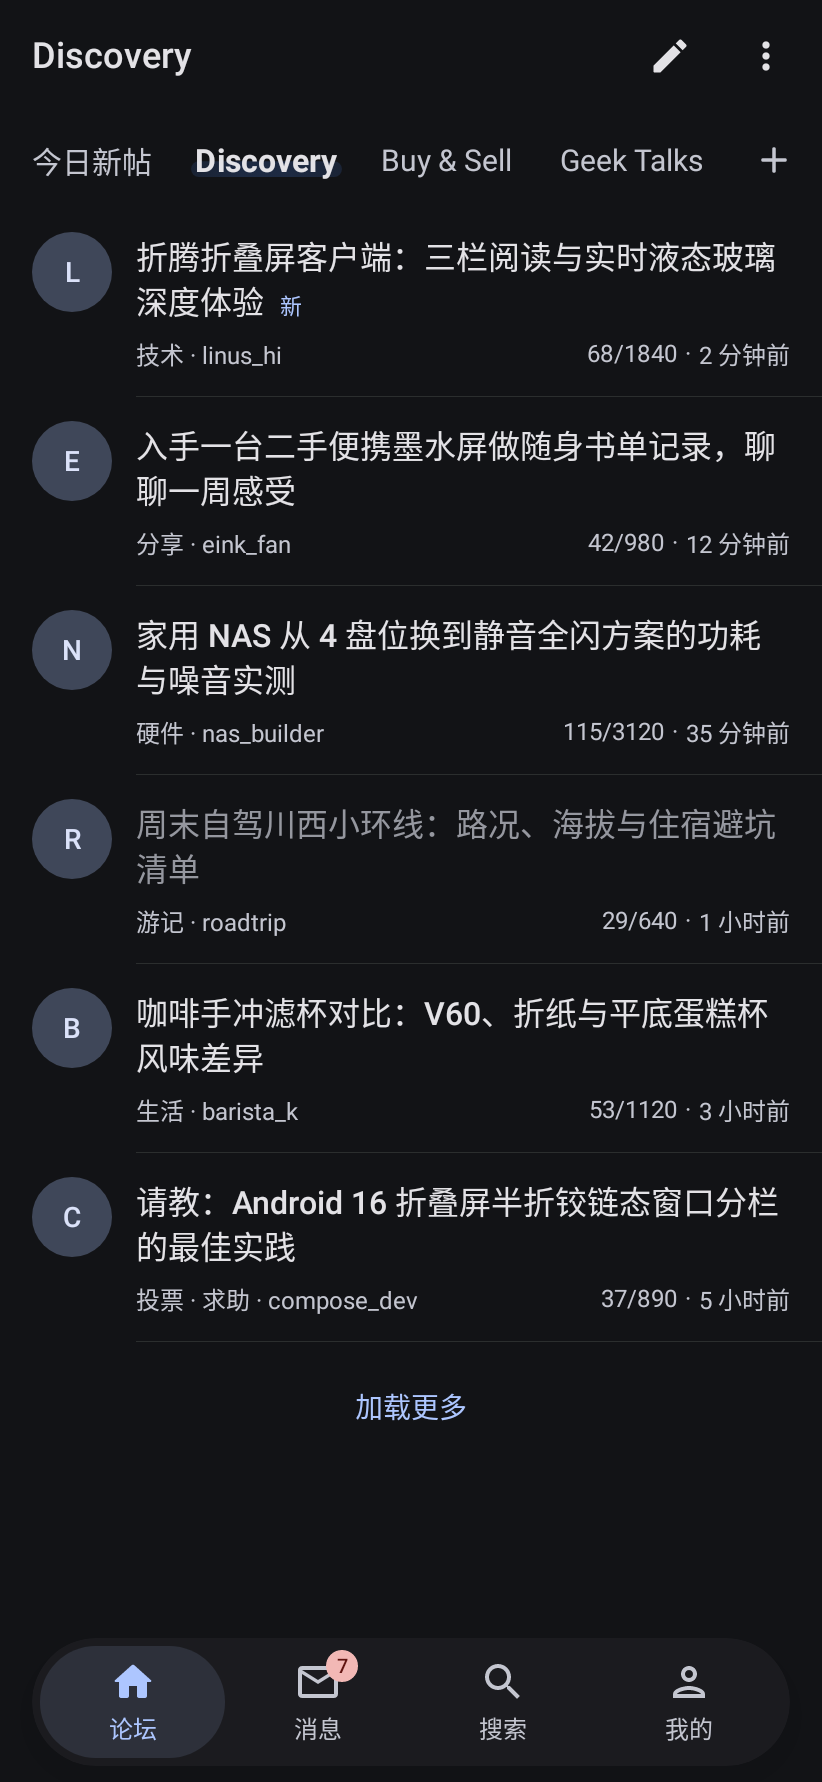 Discovery
今日新帖 Discovery Buy & Sell Geek Talks +
L
折腾折叠屏客户端：三栏阅读与实时液态玻璃
深度体验 新
技术 · linus_hi 68/1840 · 2 分钟前
E
入手一台二手便携墨水屏做随身书单记录，聊
聊一周感受
分享 · eink_fan 42/980 · 12 分钟前
N
家用 NAS 从 4 盘位换到静音全闪方案的功耗
与噪音实测
硬件 · nas_builder 115/3120 · 35 分钟前
R
周末自驾川西小环线：路况、海拔与住宿避坑
清单
游记 · roadtrip 29/640 · 1 小时前
B
咖啡手冲滤杯对比：V60、折纸与平底蛋糕杯
风味差异
生活 · barista_k 53/1120 · 3 小时前
C
请教：Android 16 折叠屏半折铰链态窗口分栏
的最佳实践
投票 · 求助 · compose_dev 37/890 · 5 小时前
加载更多
7
论坛 消息 搜索 我的